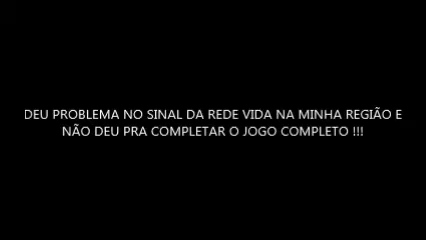 DEU PROBLEMA NO SINAL DA REDE VIDA NA MINHA REGIÃO E
NÃO DEU PRA COMPLETAR O JOGO COMPLETO !!!